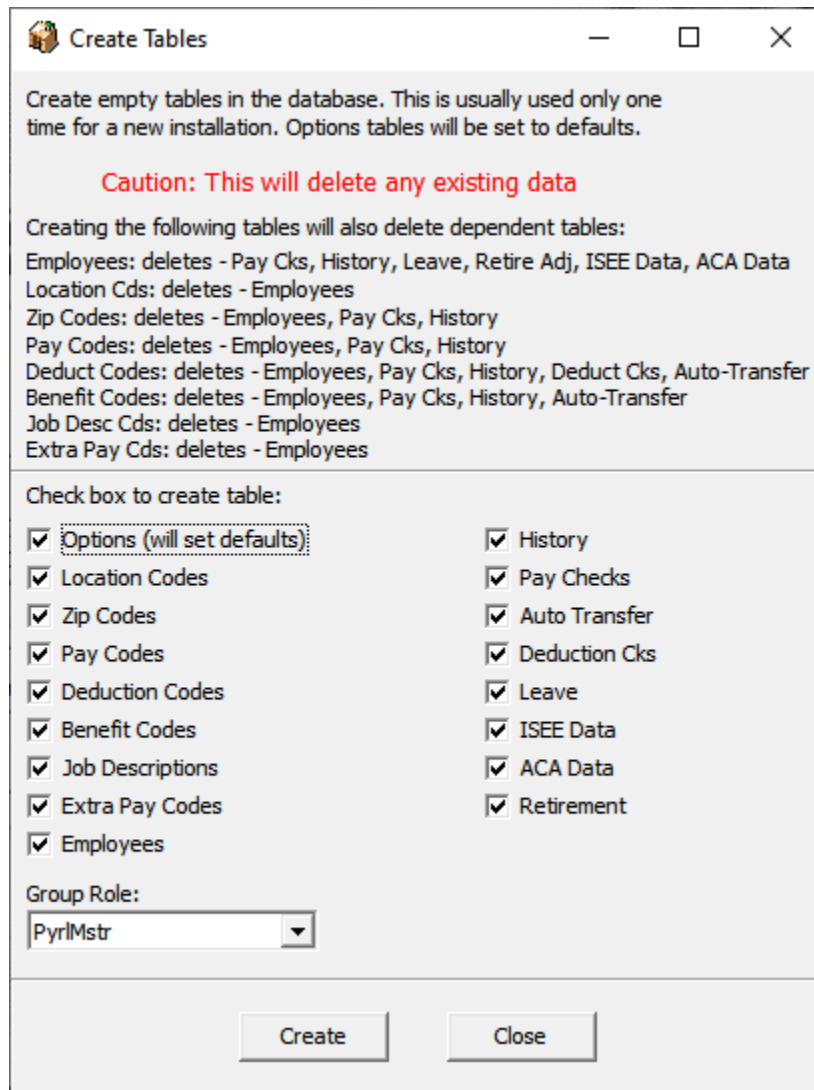 Create Tables
Create empty tables in the database. This is usually used only one
time for a new installation. Options tables will be set to defaults.
Caution: This will delete any existing data
Creating the following tables will also delete dependent tables:
Employees: deletes - Pay Cks, History, Leave, Retire Adj, ISEE Data, ACA Data
Location Cds: deletes - Employees
Zip Codes: deletes - Employees, Pay Cks, History
Pay Codes: deletes - Employees, Pay Cks, History
Deduct Codes: deletes - Employees, Pay Cks, History, Deduct Cks, Auto-Transfer
Benefit Codes: deletes - Employees, Pay Cks, History, Auto-Transfer
Job Desc Cds: deletes - Employees
Extra Pay Cds: deletes - Employees
Check box to create table:
Options (will set defaults)
Location Codes
Zip Codes
Pay Codes
Deduction Codes
Benefit Codes
Job Descriptions
Extra Pay Codes
Employees
History
Pay Checks
Auto Transfer
Deduction Cks
Leave
ISEE Data
ACA Data
Retirement
Group Role:
PyrlMstr
Create
Close